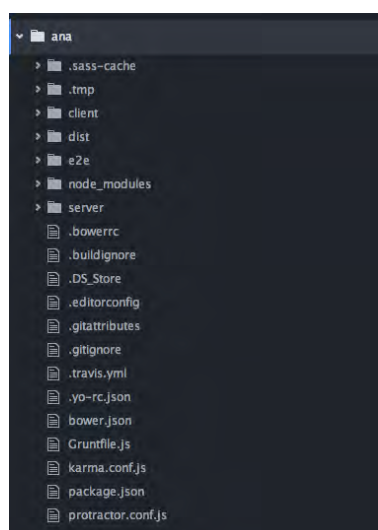 ana
.sass-cache
.tmp
client
dist
e2e
node_modules
server
.bowerrc
.buildignore
.DS_Store
.editorconfig
.gitattributes
.gitignore
.travis.yml
.yo-rc.json
bower.json
Gruntfile.js
karma.conf.js
package.json
protractor.conf.js